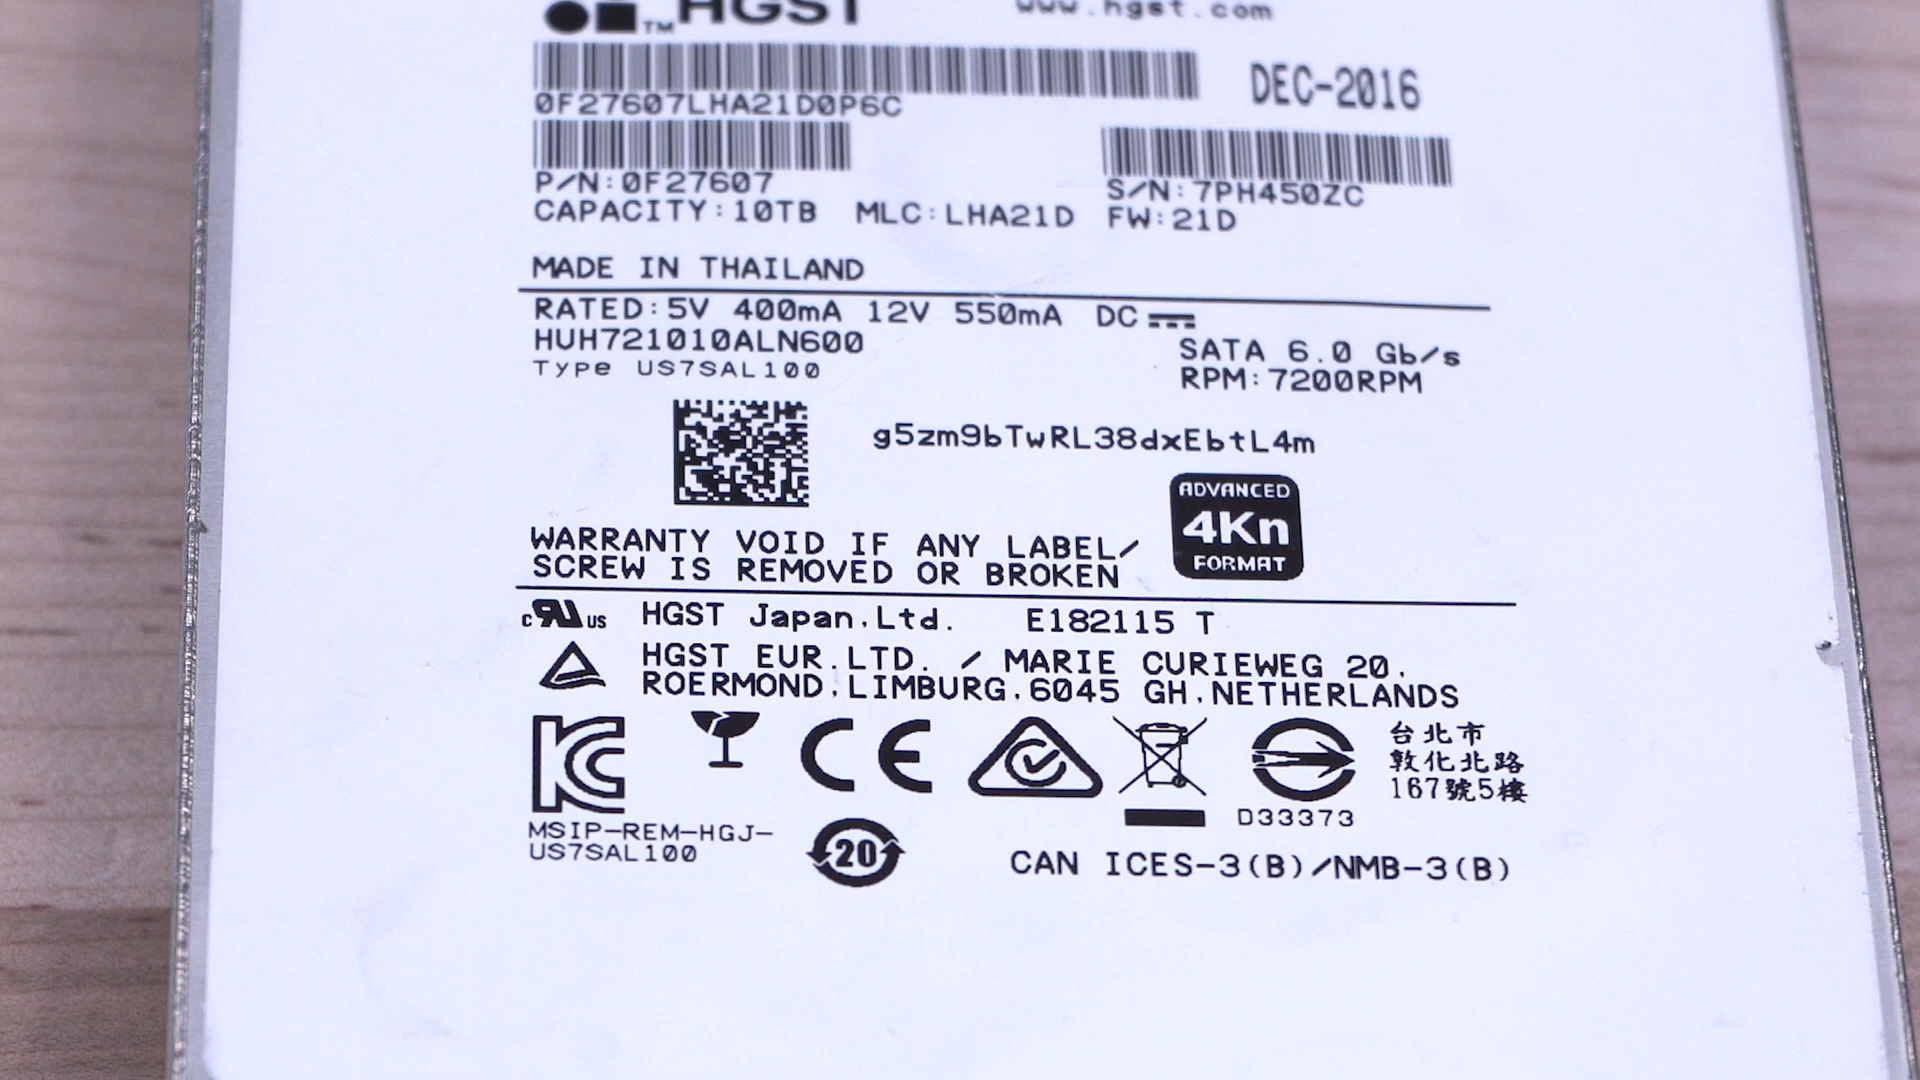 ™ HGST www.hgst.com
0F27607LHA21D0P6C DEC-2016
P/N:0F27607 S/N:7PH450ZC
CAPACITY:10TB MLC:LHA21D FW:21D
MADE IN THAILAND
RATED:5V 400mA 12V 550mA DC
HUH721010ALN600 SATA 6.0 Gb/s
Type US7SAL100 RPM:7200RPM
g5zm9bTwRL38dxEbtL4m
ADVANCED
4Kn
FORMAT
WARRANTY VOID IF ANY LABEL/
SCREW IS REMOVED OR BROKEN
c RU US HGST Japan,Ltd. E182115 T
HGST EUR.LTD. / MARIE CURIEWEG 20,
ROERMOND,LIMBURG,6045 GH,NETHERLANDS
KC CE
台北市
敦化北路
167號5樓
D33373
MSIP-REM-HGJ-
US7SAL100
20
CAN ICES-3(B)/NMB-3(B)